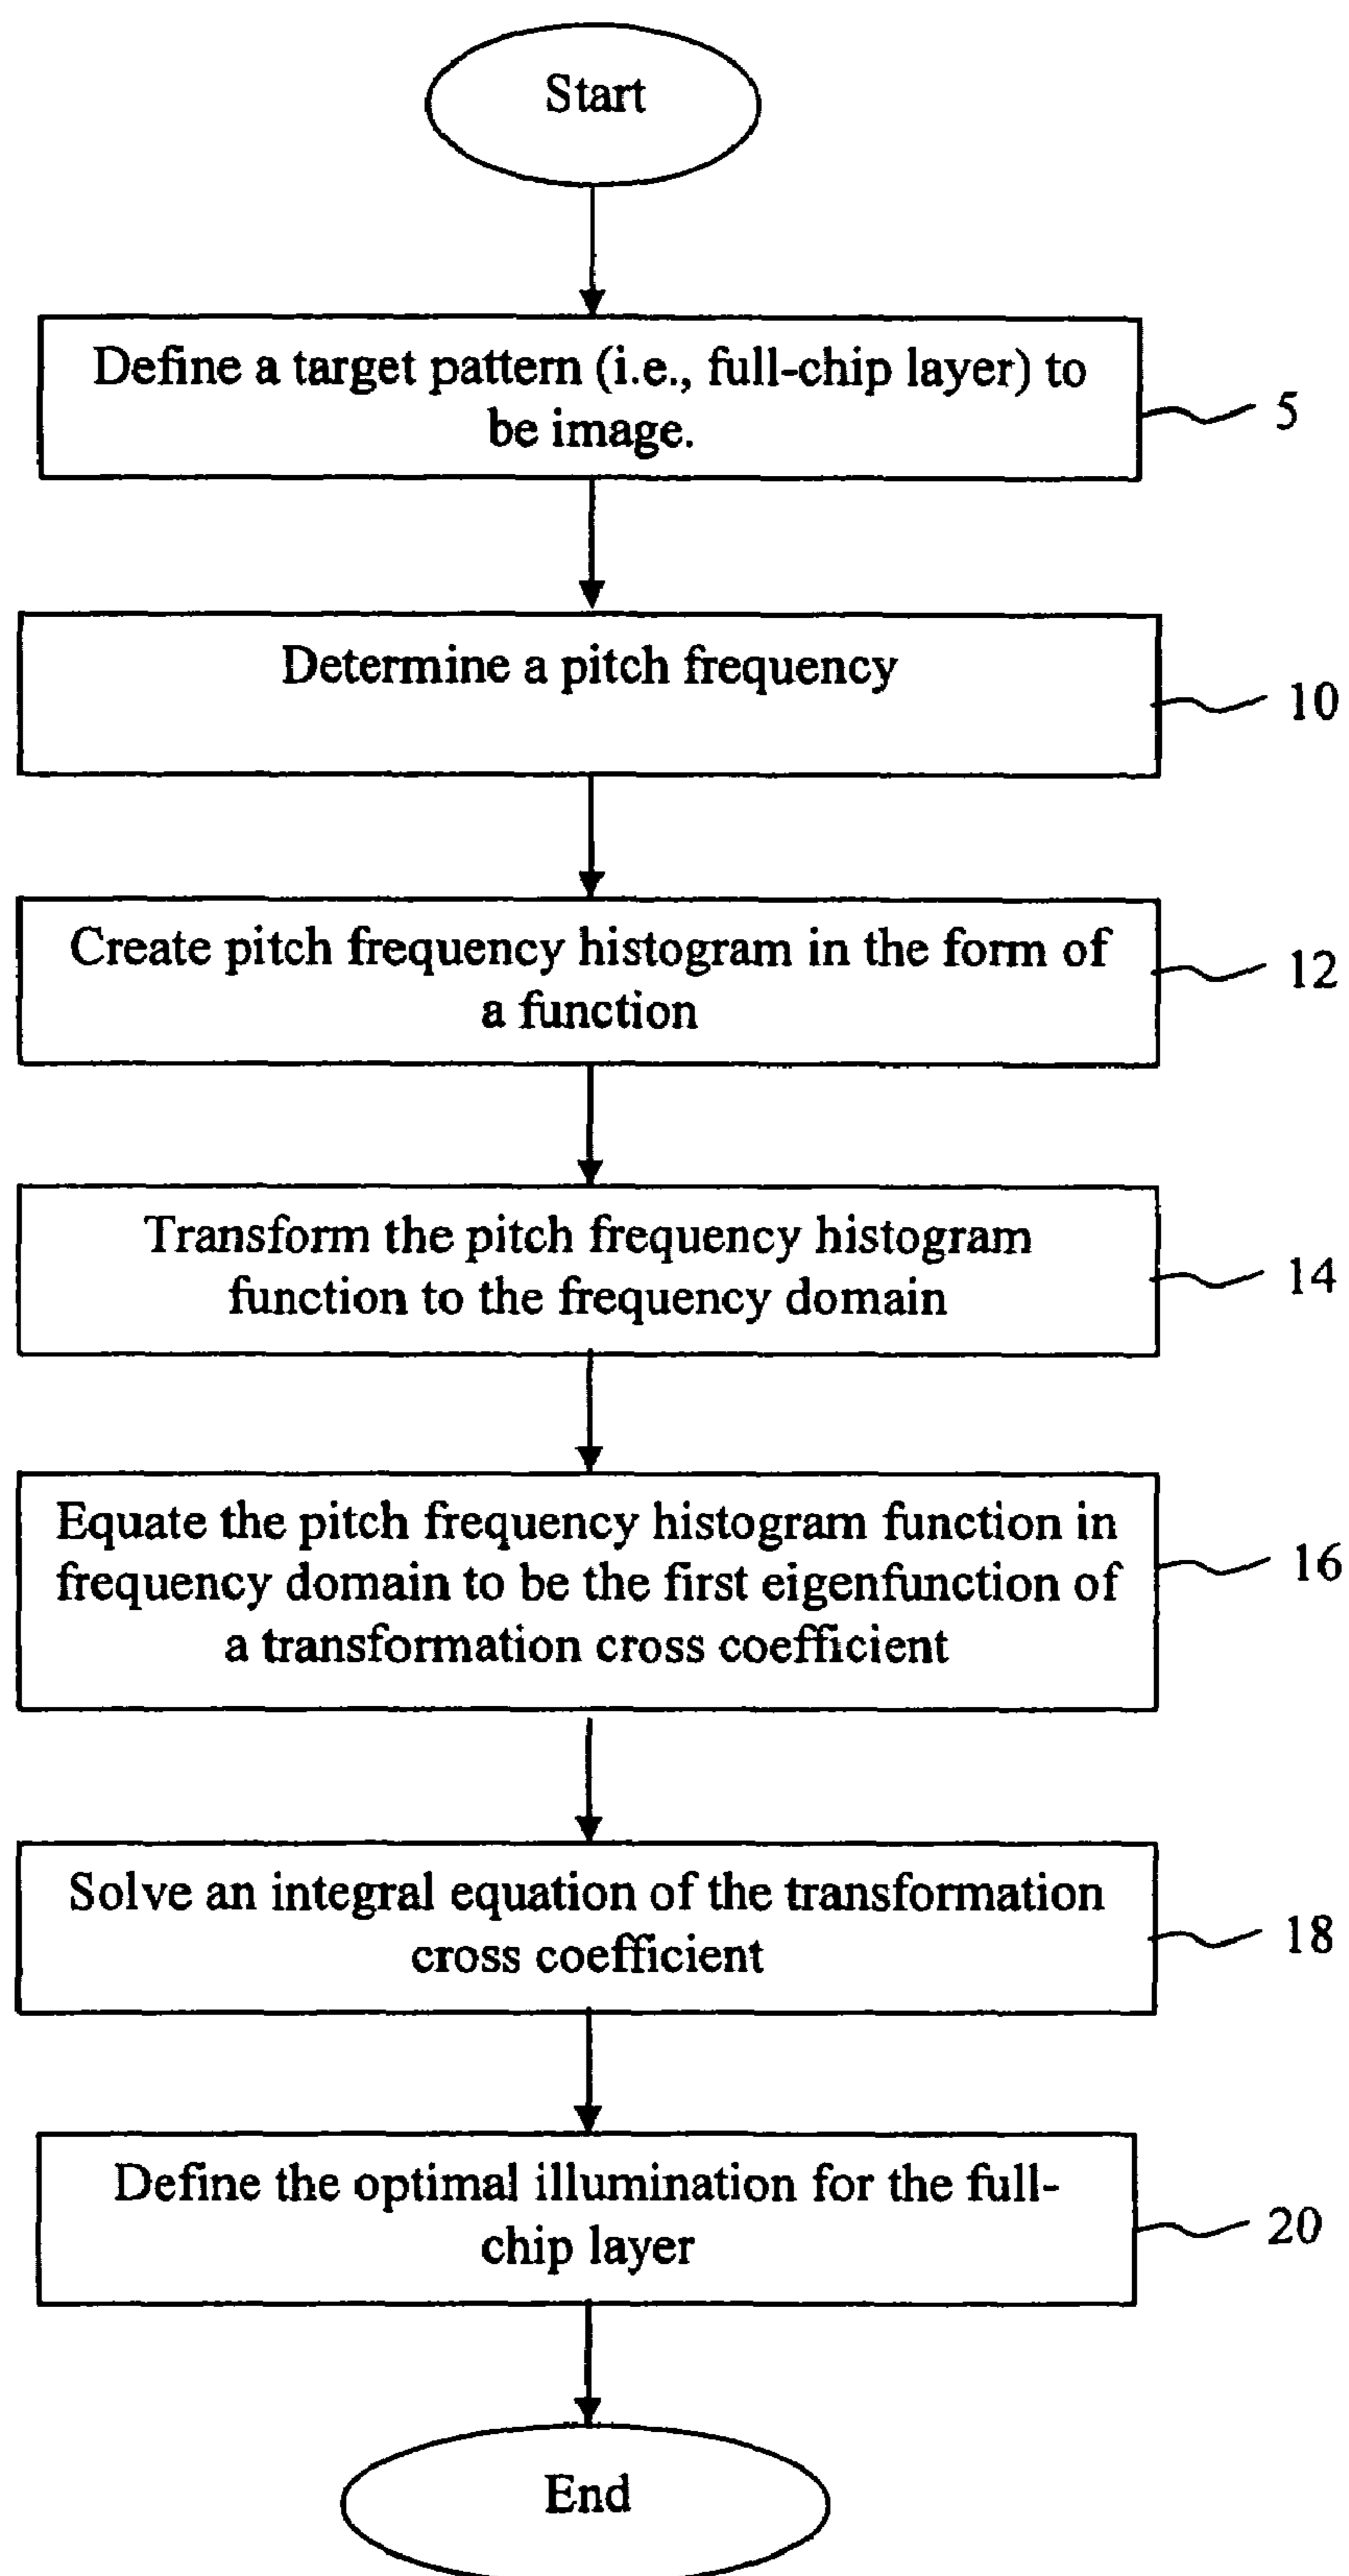 Start
Define a target pattern (i.e., full-chip layer) to
be image.
5
Determine a pitch frequency
10
Create pitch frequency histogram in the form of
a function
12
Transform the pitch frequency histogram
function to the frequency domain
14
Equate the pitch frequency histogram function in
frequency domain to be the first eigenfunction of
a transformation cross coefficient
16
Solve an integral equation of the transformation
cross coefficient
18
Define the optimal illumination for the full-
chip layer
20
End